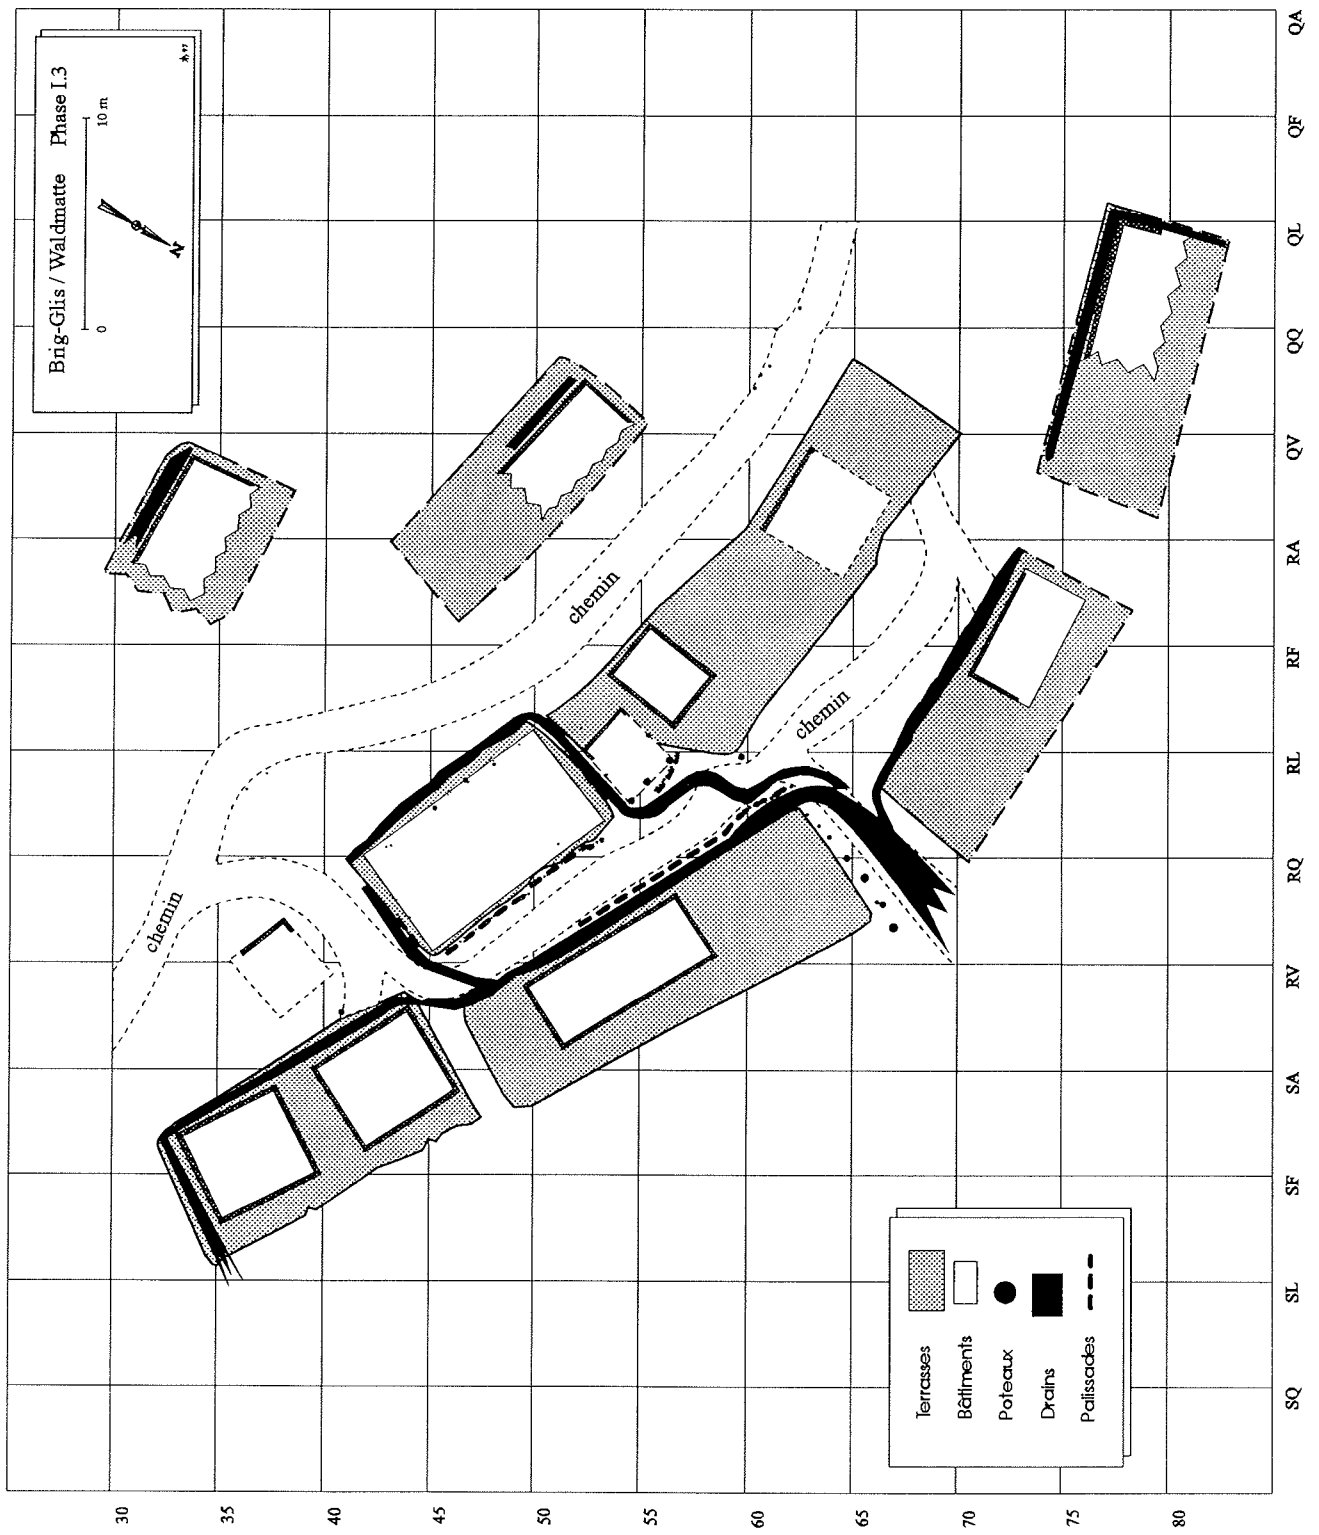 Brig-Glis / Waldmatte Phase I.3
0 10 m
N
chemin
chemin
chemin
Terrasses
Bâtiments
Poteaux
Drains
Palissades
30
35
40
45
50
55
60
65
70
75
80
SQ
SL
SF
SA
RV
RQ
RL
RF
RA
QV
QQ
QL
QF
QA